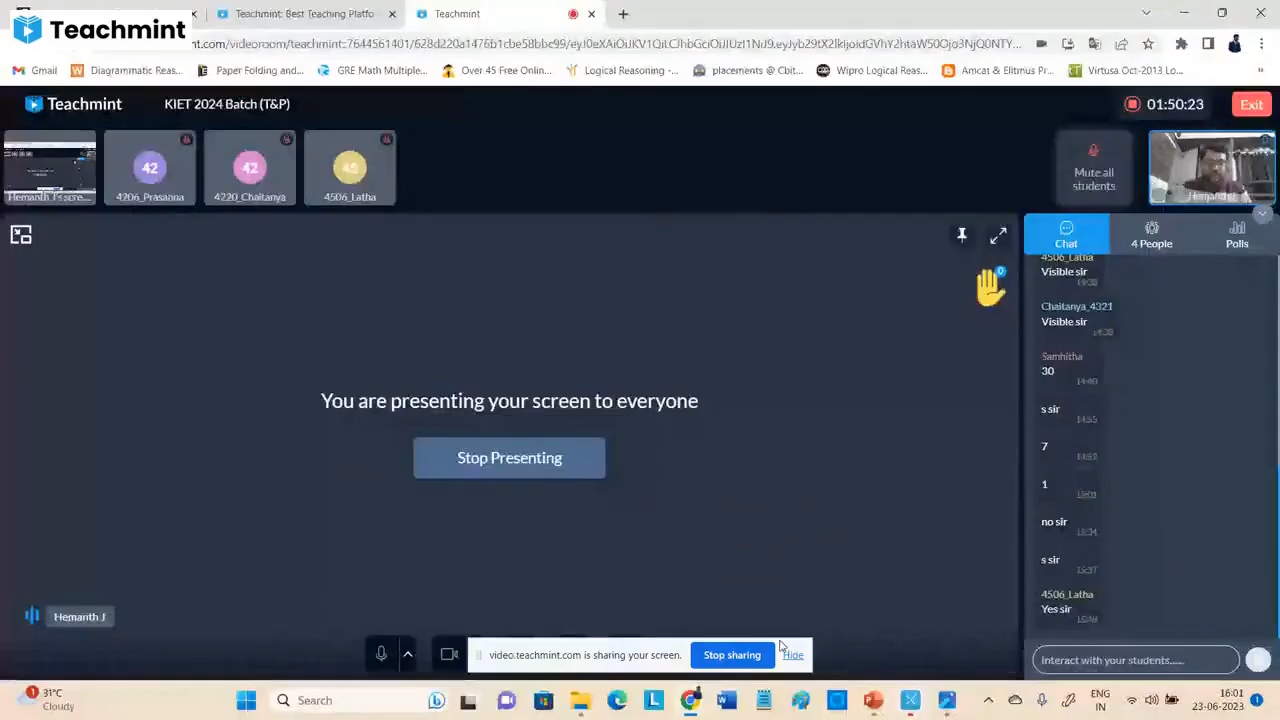 Teachmint: Best Teaching Platfo
Teachmint
Teachmint
Gmail
Diagrammatic Reas...
Paper Folding and...
GRE Math Multiple...
Over 45 Free Onlin...
Logical Reasoning -...
placements @ Cbit...
Wipro Logical Reas...
Amcat & Elitmus Pr...
Virtusa Oct-2013 Lo...
Teachmint
KIET 2024 Batch (T&P)
01:50:23
Exit
42
42
45
4206_Prasanna
4220_Chaitanya
4506_Latha
Mute all
students
Chat
4 People
Polls
0
4506_Latha
Visible sir
Chaitanya_4321
Visible sir
Samhitha
30
s sir
7
1
no sir
s sir
4506_Latha
Yes sir
You are presenting your screen to everyone
Stop Presenting
Hemanth J
video.teachmint.com is sharing your screen.
Stop sharing
Hide
Interact with your students......
1
31°C
Cloudy
Search
ENG
IN
16:01
23-06-2023